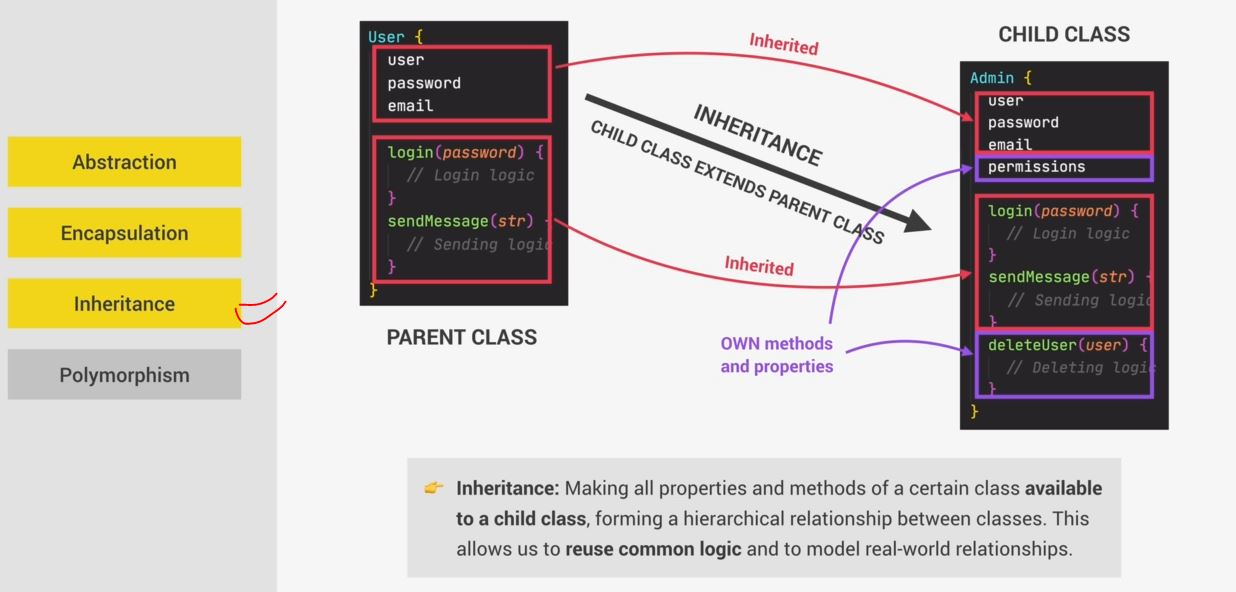 Abstraction
Encapsulation
Inheritance
Polymorphism
User {
user
password
email
login(password) {
// Login logic
}
sendMessage(str) {
// Sending logic
}
}
PARENT CLASS
Inherited
INHERITANCE
CHILD CLASS EXTENDS PARENT CLASS
Inherited
OWN methods
and properties
CHILD CLASS
Admin {
user
password
email
permissions
login(password) {
// Login logic
}
sendMessage(str) {
// Sending logic
}
deleteUser(user) {
// Deleting logic
}
}
👉 Inheritance: Making all properties and methods of a certain class available
to a child class, forming a hierarchical relationship between classes. This
allows us to reuse common logic and to model real-world relationships.